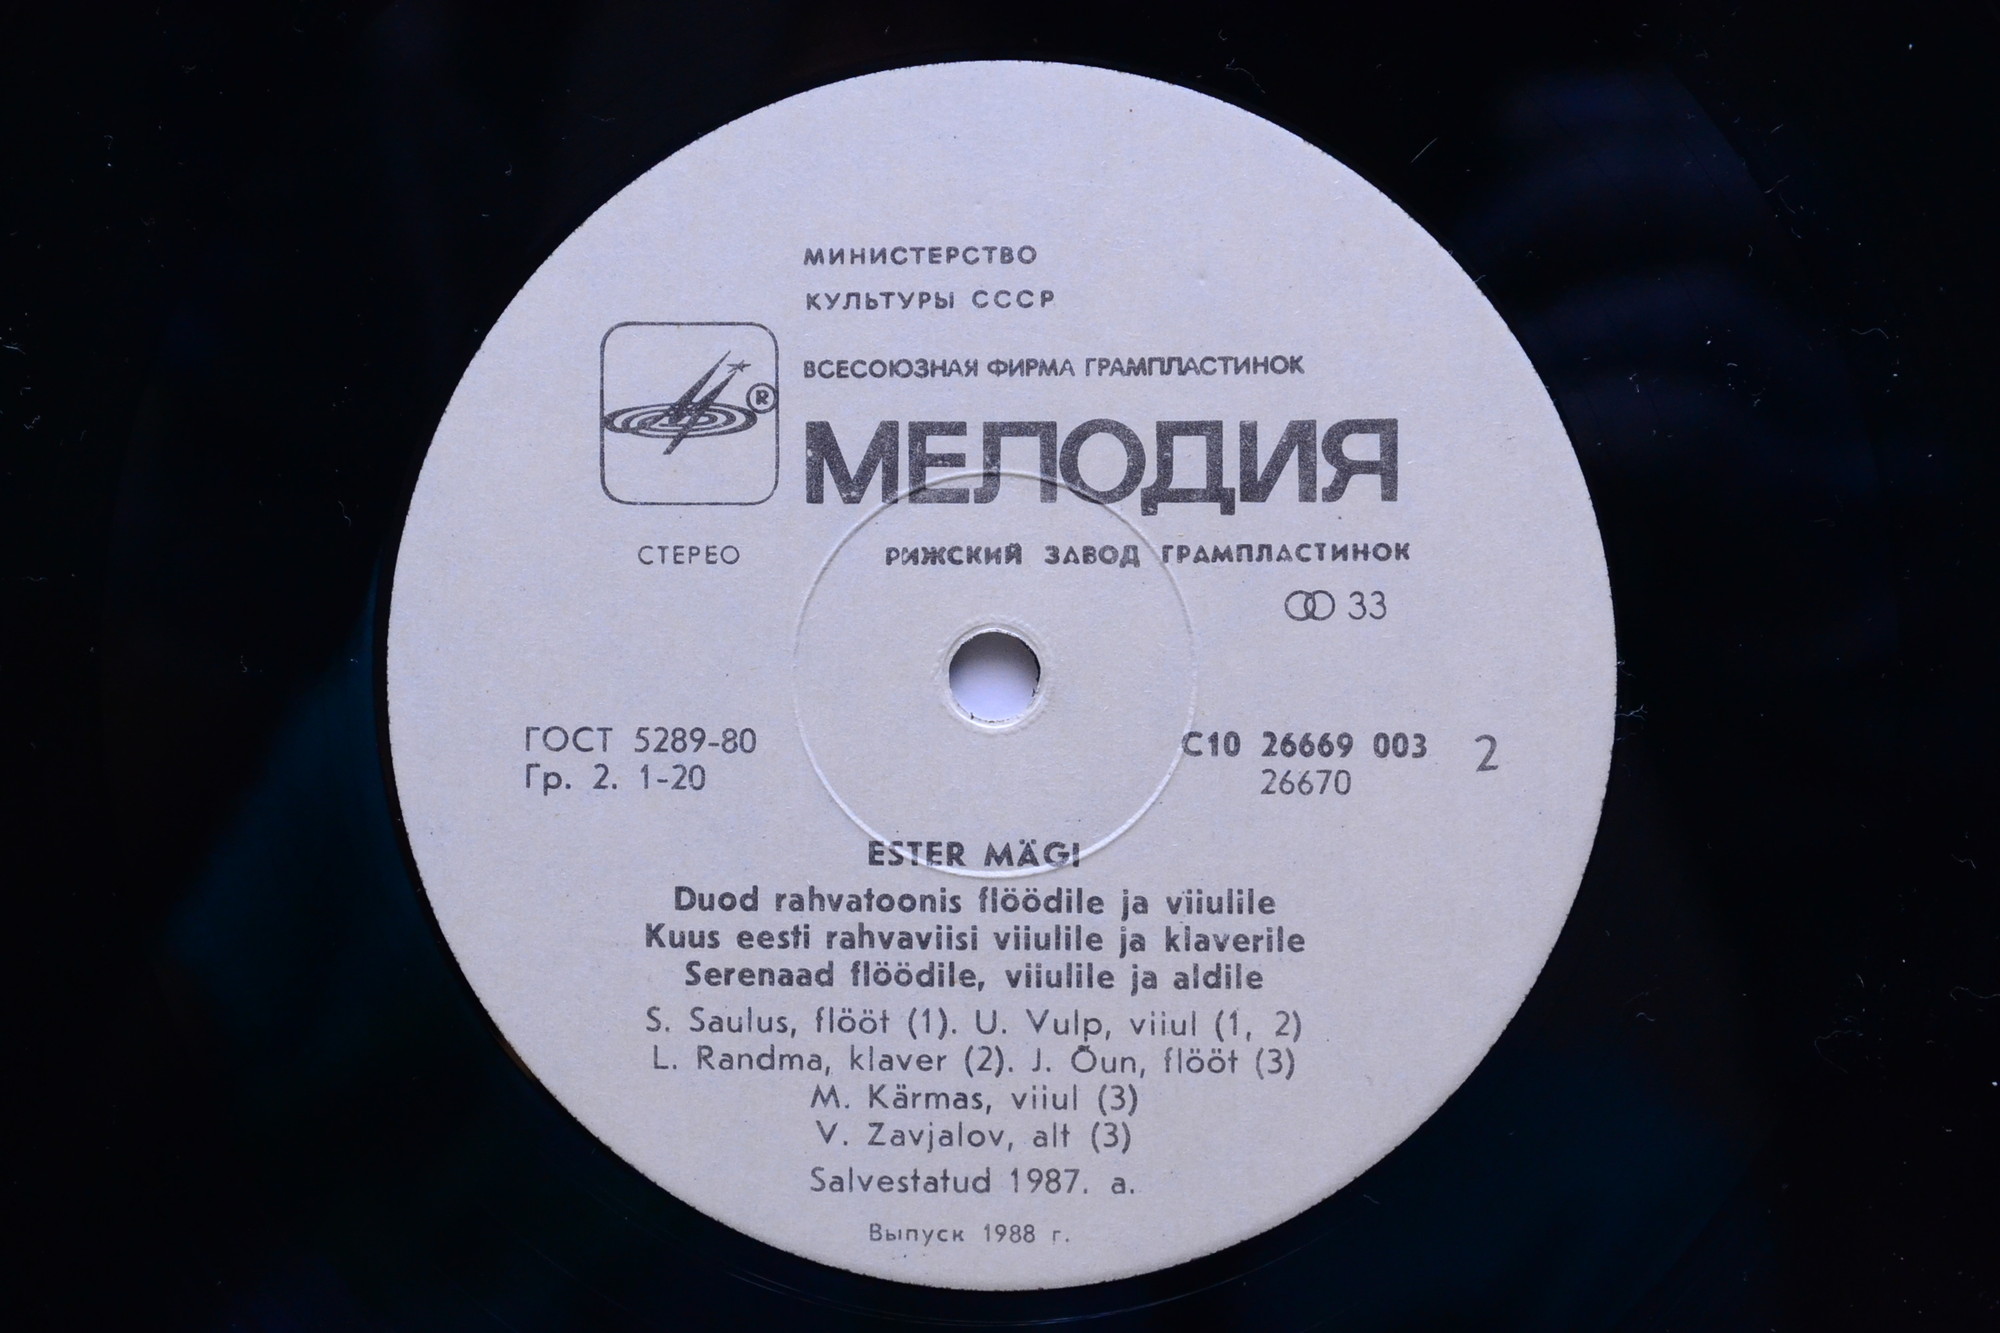 МИНИСТЕРСТВО
КУЛЬТУРЫ СССР
ВСЕСОЮЗНАЯ ФИРМА ГРАМПЛАСТИНОК
®
МЕЛОДИЯ
СТЕРЕО РИЖСКИЙ ЗАВОД ГРАМПЛАСТИНОК
33
ГОСТ 5289-80 С10 26669 003 2
Гр. 2. 1-20 26670
ESTER MÄGI
Duod rahvatoonis flöödile ja viiulile
Kuus eesti rahvaviisi viiulile ja klaverile
Serenaad flöödile, viiulile ja aldile
S. Saulus, flööt (1). U. Vulp, viiul (1, 2)
L. Randma, klaver (2). J. Õun, flööt (3)
M. Kärmas, viiul (3)
V. Zavjalov, alt (3)
Salvestatud 1987. a.
Выпуск 1988 г.